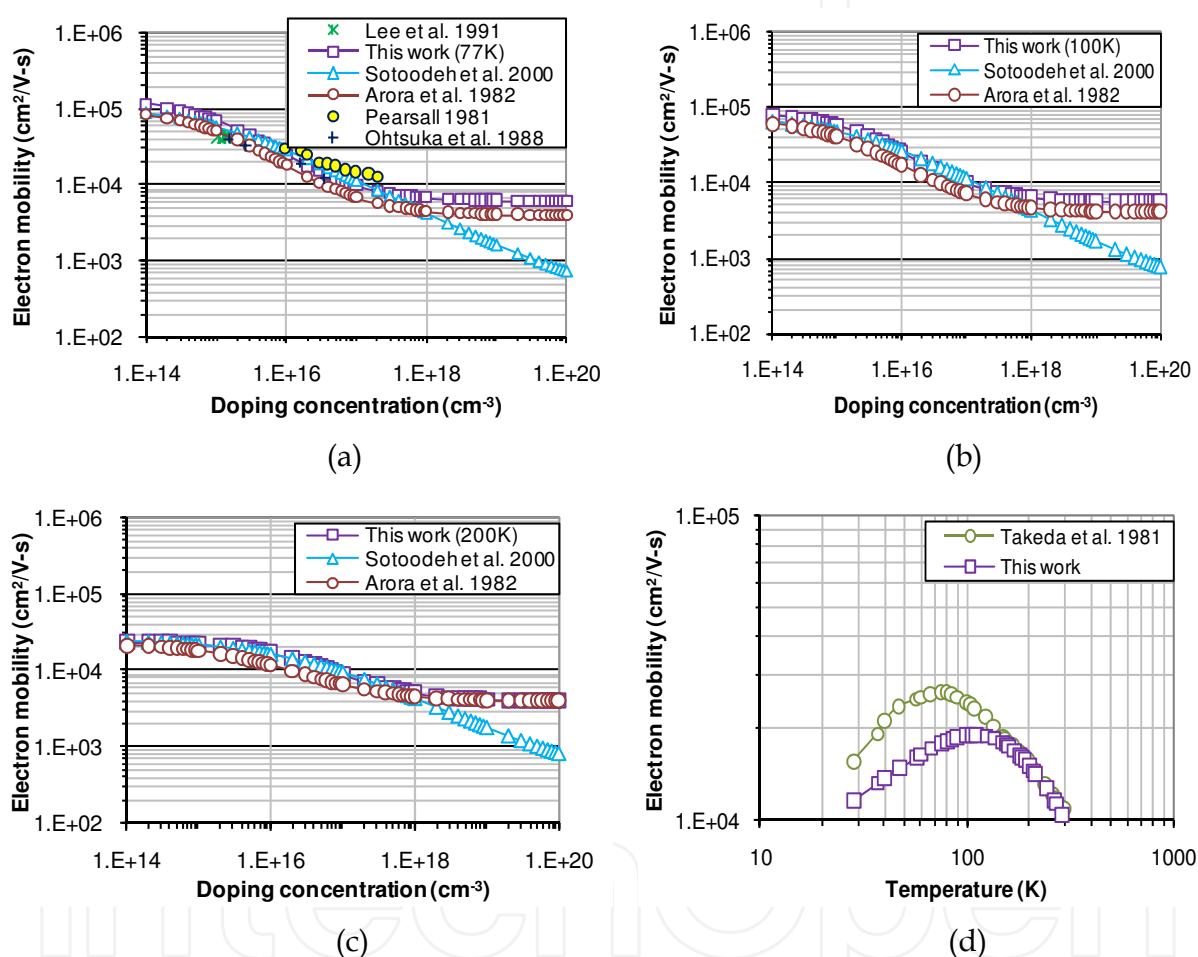 Electron mobility (cm²/V-s)
1.E+06
1.E+05
1.E+04
1.E+03
1.E+02
Lee et al. 1991
This work (77K)
Sotoodeh et al. 2000
Arora et al. 1982
Pearsall 1981
Ohtsuka et al. 1988
1.E+14 1.E+16 1.E+18 1.E+20
Doping concentration (cm⁻³)
(a)
Electron mobility (cm²/V-s)
1.E+06
1.E+05
1.E+04
1.E+03
1.E+02
This work (100K)
Sotoodeh et al. 2000
Arora et al. 1982
1.E+14 1.E+16 1.E+18 1.E+20
Doping concentration (cm⁻³)
(b)
Electron mobility (cm²/V-s)
1.E+06
1.E+05
1.E+04
1.E+03
1.E+02
This work (200K)
Sotoodeh et al. 2000
Arora et al. 1982
1.E+14 1.E+16 1.E+18 1.E+20
Doping concentration (cm⁻³)
(c)
Electron mobility (cm²/V-s)
1.E+05
1.E+04
Takeda et al. 1981
This work
10 100 1000
Temperature (K)
(d)
intechopen